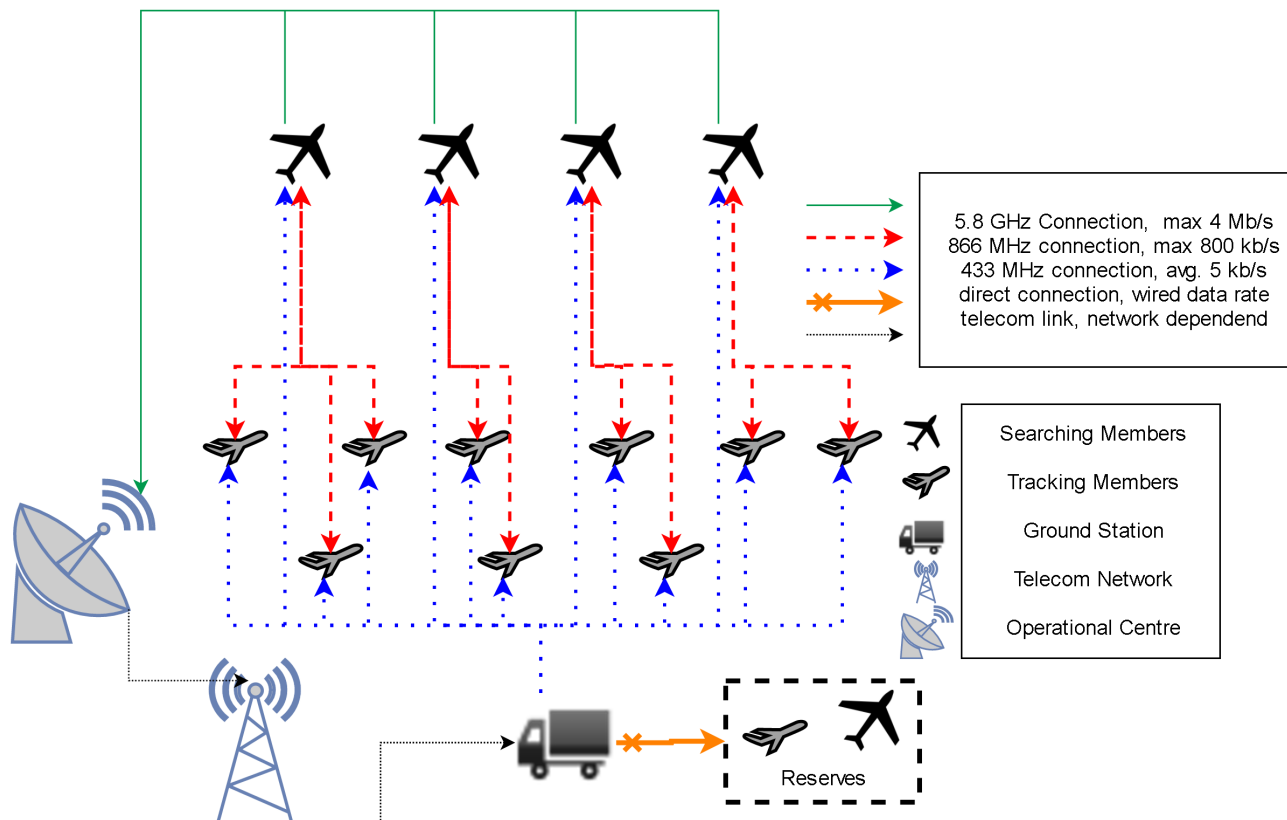 5.8 GHz Connection, max 4 Mb/s
866 MHz connection, max 800 kb/s
433 MHz connection, avg. 5 kb/s
direct connection, wired data rate
telecom link, network dependend
Searching Members
Tracking Members
Ground Station
Telecom Network
Operational Centre
Reserves